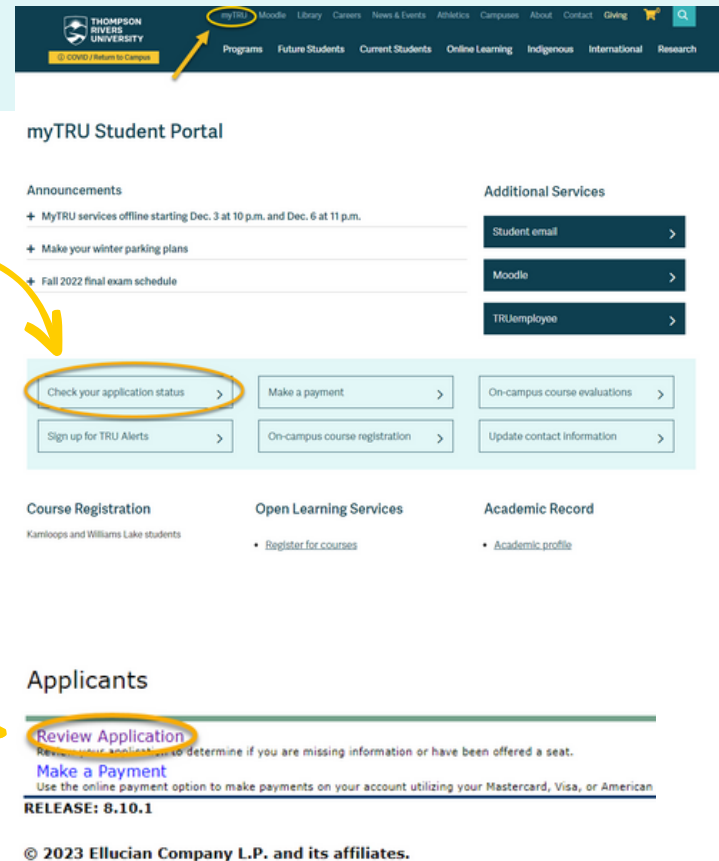 THOMPSON
RIVERS
UNIVERSITY
COVID / Return to Campus
myTRU Moodle Library Careers News & Events Athletics Campuses About Contact Giving
Programs Future Students Current Students Online Learning Indigenous International Research
myTRU Student Portal
Announcements
+ MyTRU services offline starting Dec. 3 at 10 p.m. and Dec. 6 at 11 p.m.
+ Make your winter parking plans
+ Fall 2022 final exam schedule
Additional Services
Student email
Moodle
TRUemployee
Check your application status
Make a payment
On-campus course evaluations
Sign up for TRU Alerts
On-campus course registration
Update contact information
Course Registration
Kamloops and Williams Lake students
Open Learning Services
• Register for courses
Academic Record
• Academic profile
Applicants
Review Application
Review your application to determine if you are missing information or have been offered a seat.
Make a Payment
Use the online payment option to make payments on your account utilizing your Mastercard, Visa, or American
RELEASE: 8.10.1
© 2023 Ellucian Company L.P. and its affiliates.